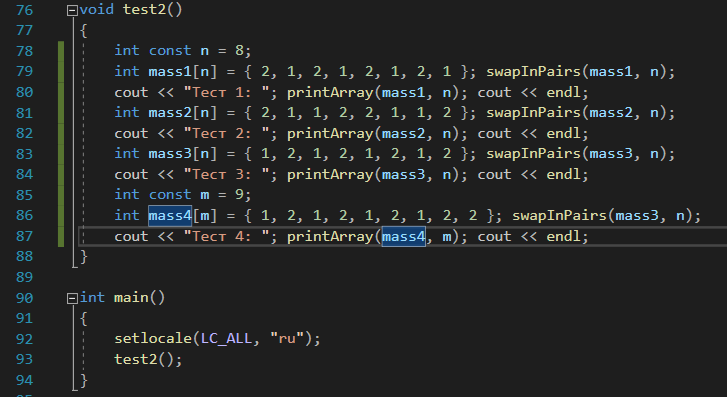 76 void test2()
77 {
78 int const n = 8;
79 int mass1[n] = { 2, 1, 2, 1, 2, 1, 2, 1 }; swapInPairs(mass1, n);
80 cout << "Тест 1: "; printArray(mass1, n); cout << endl;
81 int mass2[n] = { 2, 1, 2, 1, 2, 1, 1, 2 }; swapInPairs(mass2, n);
82 cout << "Тест 2: "; printArray(mass2, n); cout << endl;
83 int mass3[n] = { 1, 2, 1, 2, 1, 2, 1, 2 }; swapInPairs(mass3, n);
84 cout << "Тест 3: "; printArray(mass3, n); cout << endl;
85 int const m = 9;
86 int mass4[m] = { 1, 2, 1, 2, 1, 2, 1, 2, 2 }; swapInPairs(mass3, n);
87 cout << "Тест 4: "; printArray(mass4, m); cout << endl;
88 }
89
90 int main()
91 {
92 setlocale(LC_ALL, "ru");
93 test2();
94 }